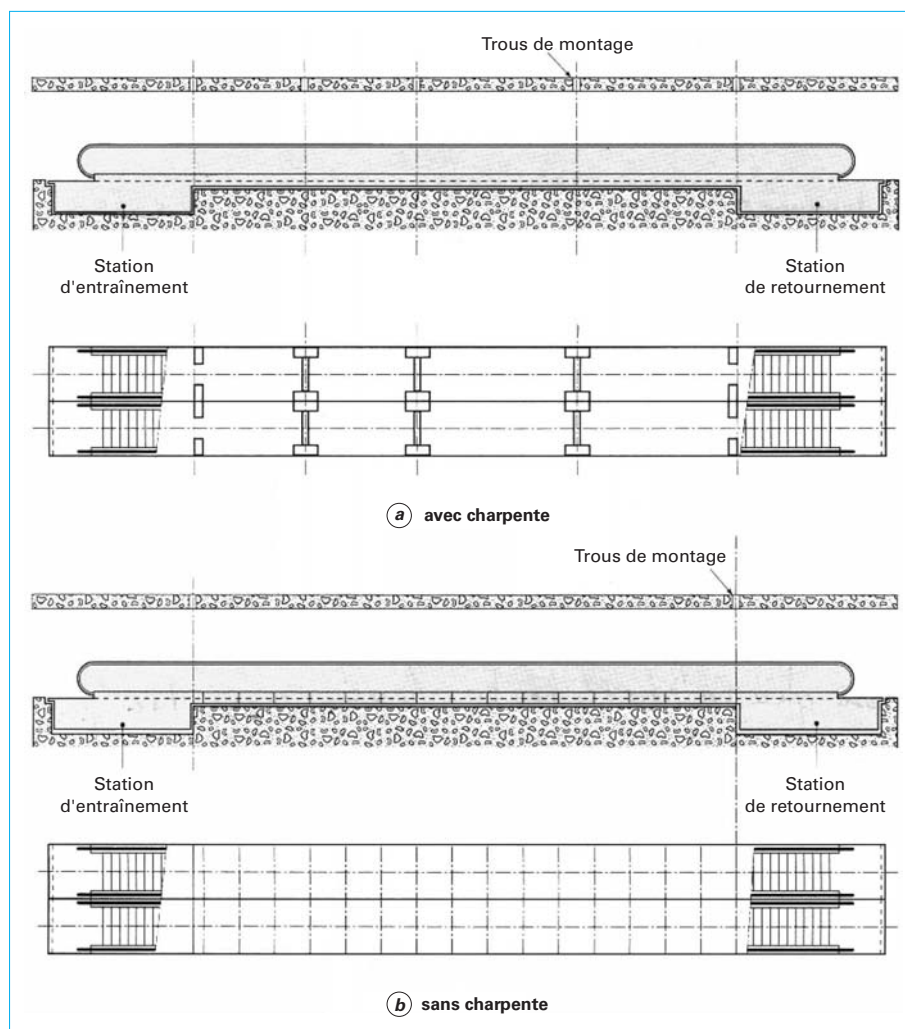 Trous de montage
Station
d'entraînement
Station
de retournement
a avec charpente
Trous de montage
Station
d'entraînement
Station
de retournement
b sans charpente